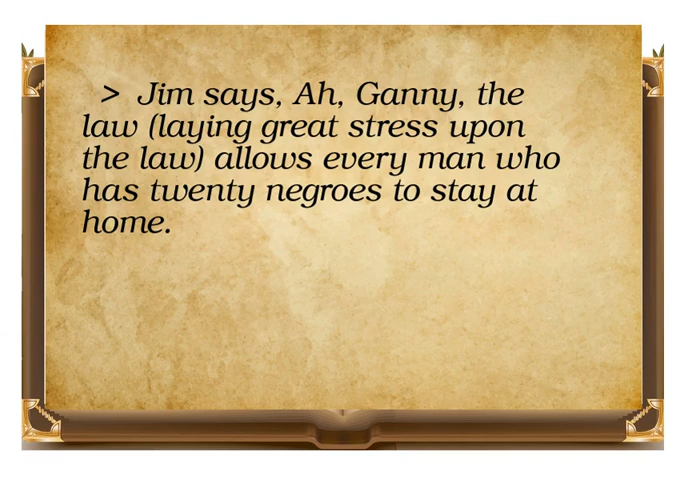 > Jim says, Ah, Ganny, the
law (laying great stress upon
the law) allows every man who
has twenty negroes to stay at
home.